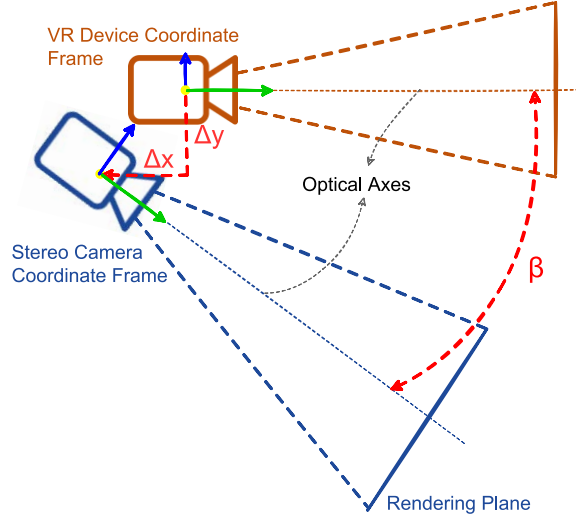 VR Device Coordinate
Frame
Δy
Δx
Optical Axes
Stereo Camera
Coordinate Frame
β
Rendering Plane